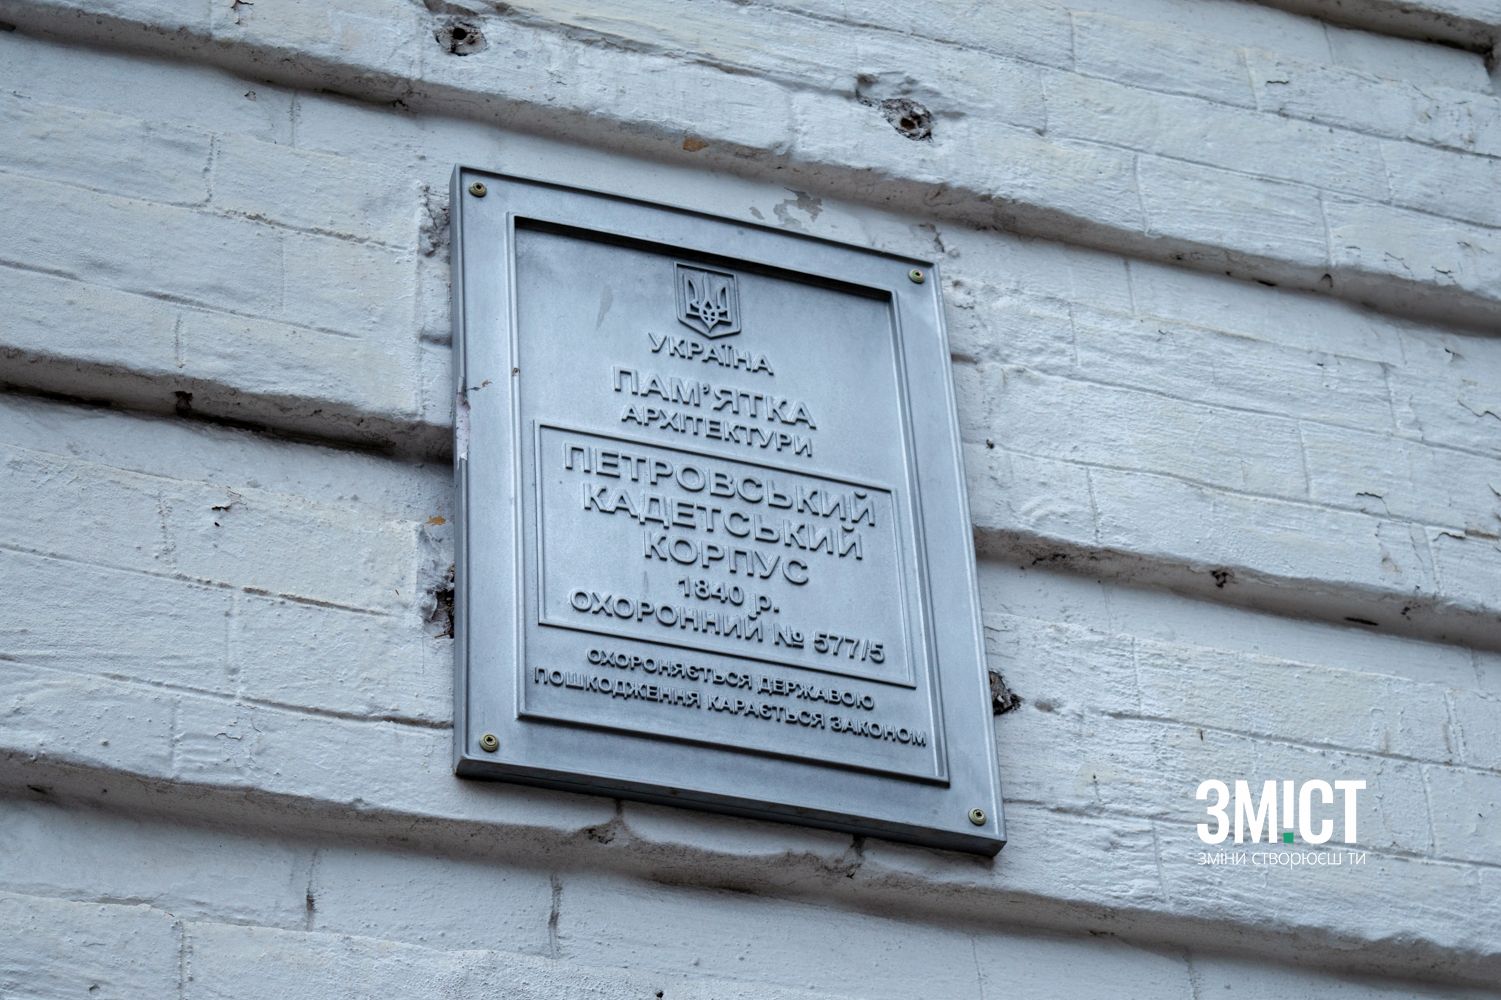 УКРАЇНА
ПАМ'ЯТКА
АРХІТЕКТУРИ
ПЕТРОВСЬКИЙ
КАДЕТСЬКИЙ
КОРПУС
1840 р.
ОХОРОННИЙ № 577/5
ОХОРОНЯЄТЬСЯ ДЕРЖАВОЮ
ПОШКОДЖЕННЯ КАРАЄТЬСЯ ЗАКОНОМ
ЗМІСТ
ЗМІНИ СТВОРЮЄШ ТИ